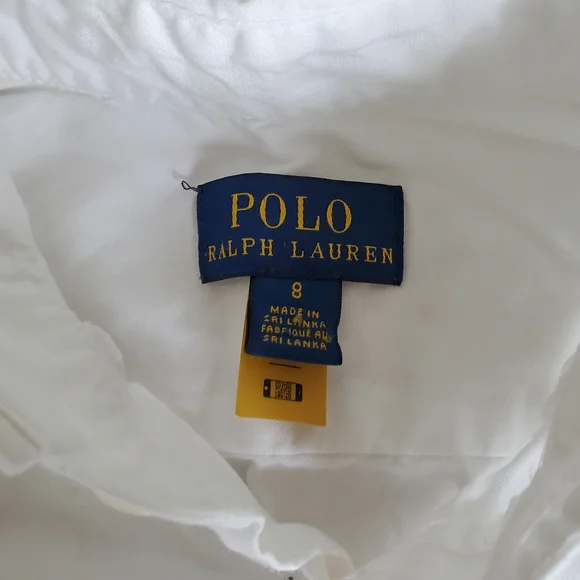 POLO
RALPH LAUREN
8
MADE IN
SRI LANKA
FABRIQUÉ AU
SRI LANKA